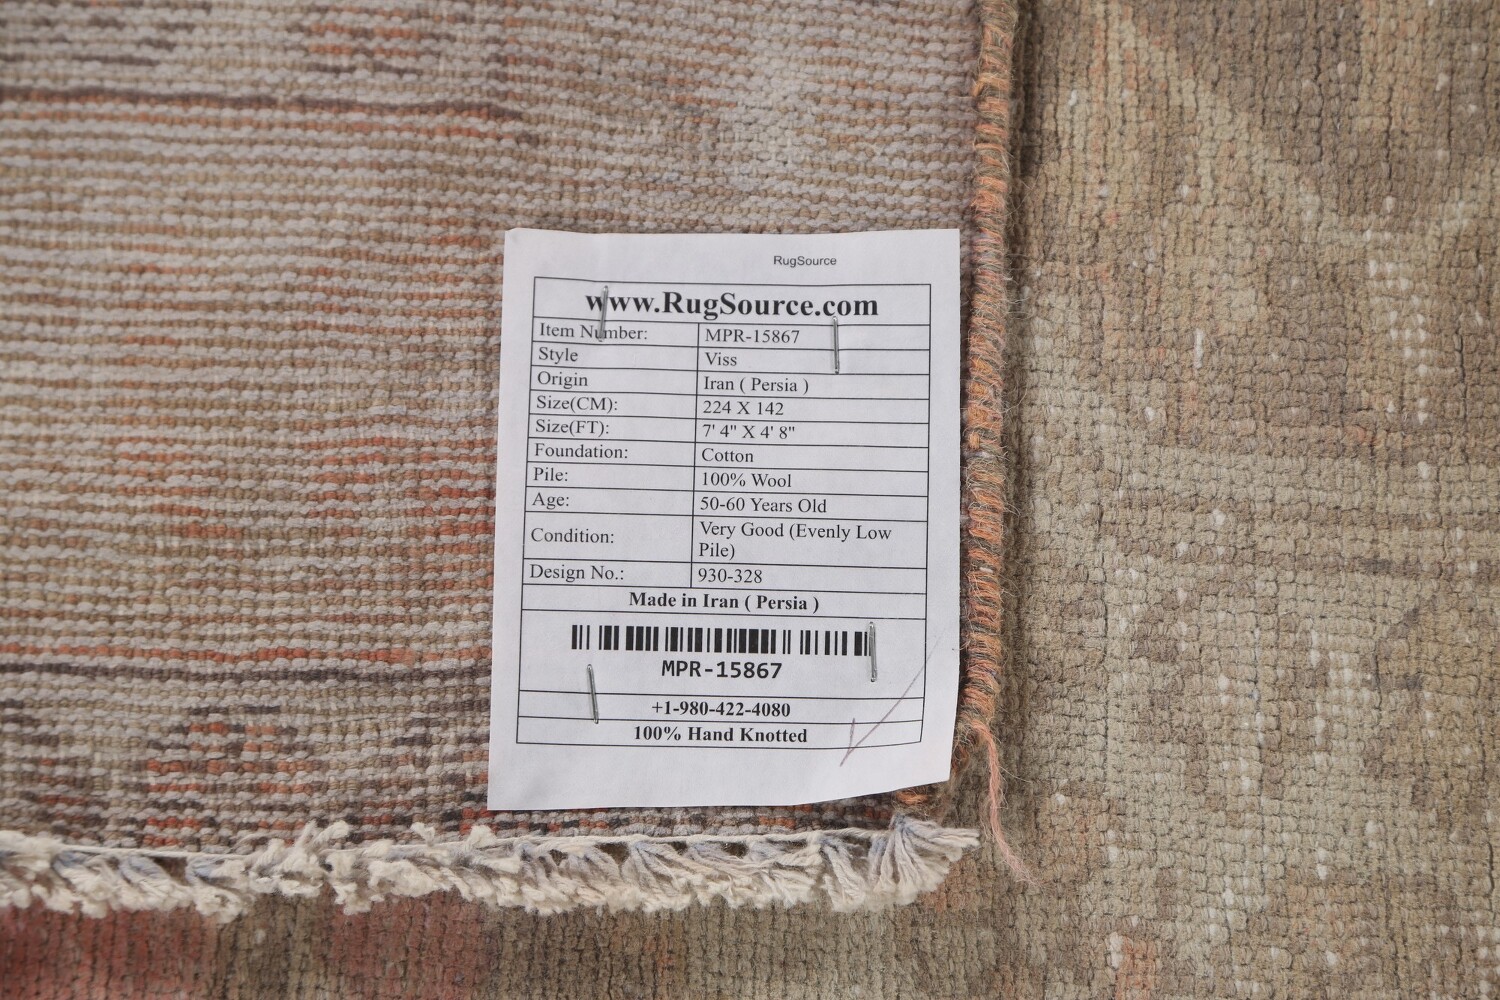 RugSource
www.RugSource.com
Item Number: MPR-15867
Style Viss
Origin Iran ( Persia )
Size(CM): 224 X 142
Size(FT): 7' 4" X 4' 8"
Foundation: Cotton
Pile: 100% Wool
Age: 50-60 Years Old
Condition: Very Good (Evenly Low
Pile)
Design No.: 930-328
Made in Iran ( Persia )
MPR-15867
+1-980-422-4080
100% Hand Knotted